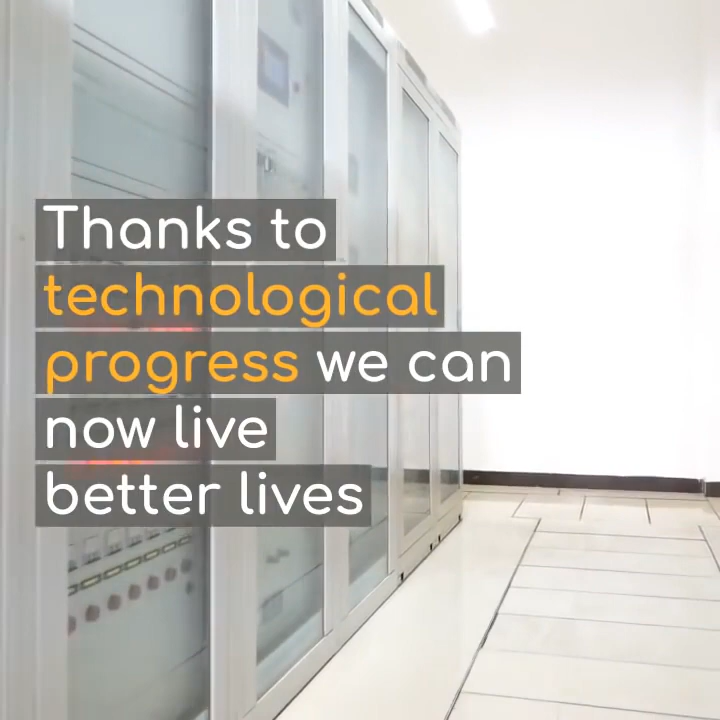 Thanks to
technological
progress we can
now live
better lives